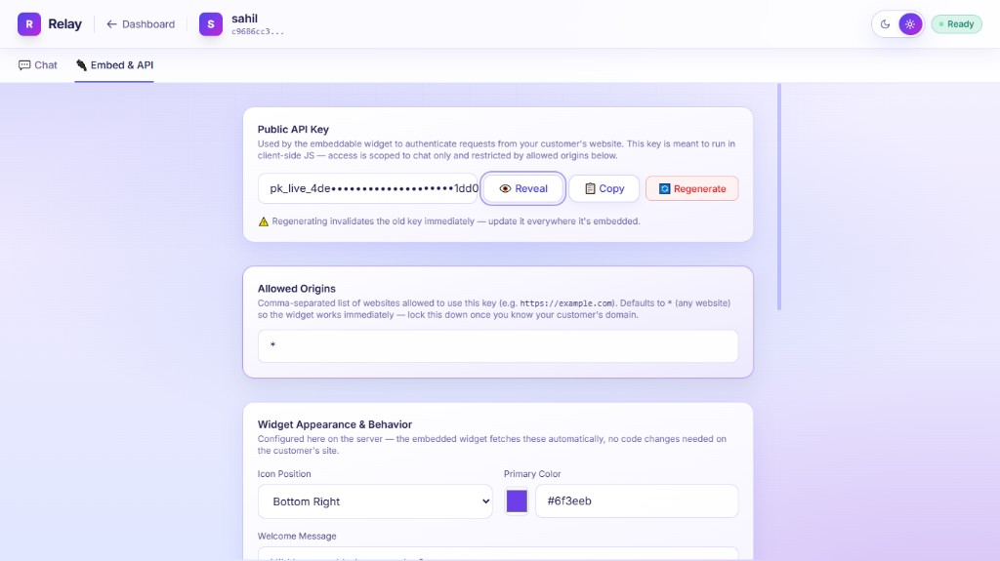 R Relay ← Dashboard S sahil
c9686cc3...
Ready
Chat Embed & API
Public API Key
Used by the embeddable widget to authenticate requests from your customer's website. This key is meant to run in
client-side JS — access is scoped to chat only and restricted by allowed origins below.
pk_live_4de••••••••••••••••••••1dd0 Reveal Copy Regenerate
Regenerating invalidates the old key immediately — update it everywhere it's embedded.
Allowed Origins
Comma-separated list of websites allowed to use this key (e.g. https://example.com). Defaults to * (any website)
so the widget works immediately — lock this down once you know your customer's domain.
*
Widget Appearance & Behavior
Configured here on the server — the embedded widget fetches these automatically, no code changes needed on
the customer's site.
Icon Position Primary Color
Bottom Right #6f3eeb
Welcome Message